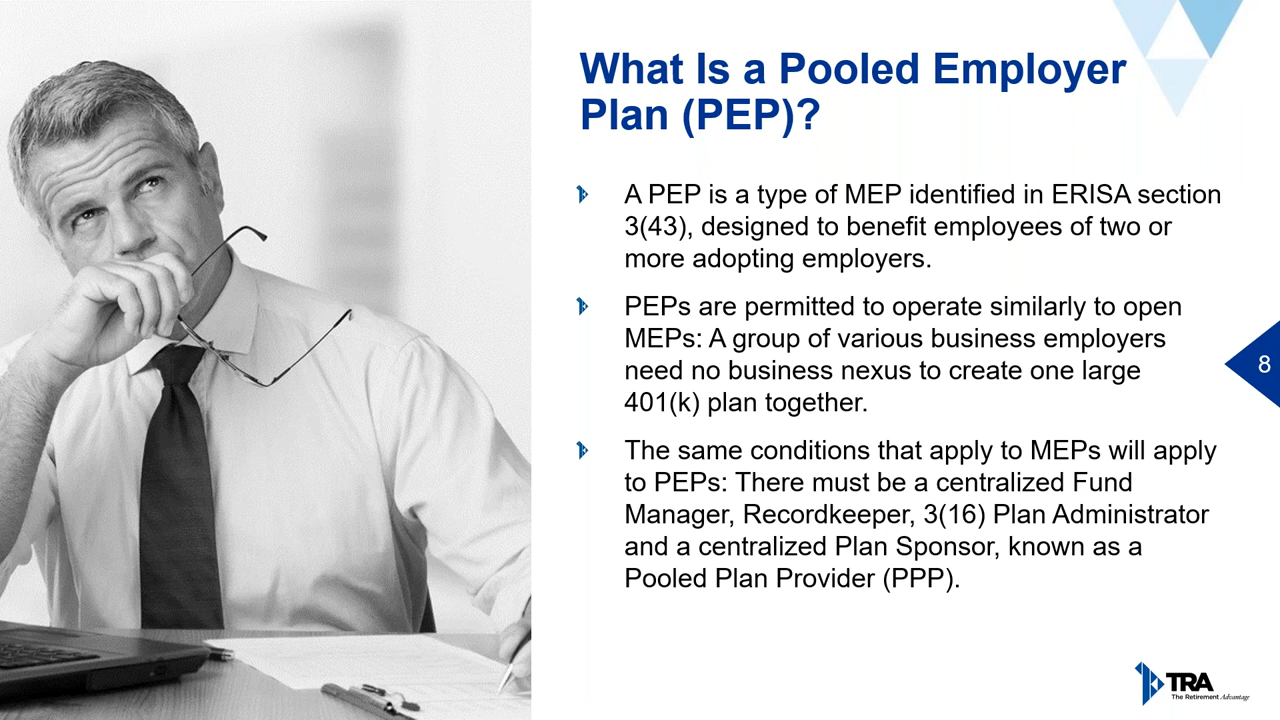 What Is a Pooled Employer
Plan (PEP)?
A PEP is a type of MEP identified in ERISA section
3(43), designed to benefit employees of two or
more adopting employers.
PEPs are permitted to operate similarly to open
MEPs: A group of various business employers
need no business nexus to create one large
401(k) plan together.
8
The same conditions that apply to MEPs will apply
to PEPs: There must be a centralized Fund
Manager, Recordkeeper, 3(16) Plan Administrator
and a centralized Plan Sponsor, known as a
Pooled Plan Provider (PPP).
TRA
The Retirement Advantage